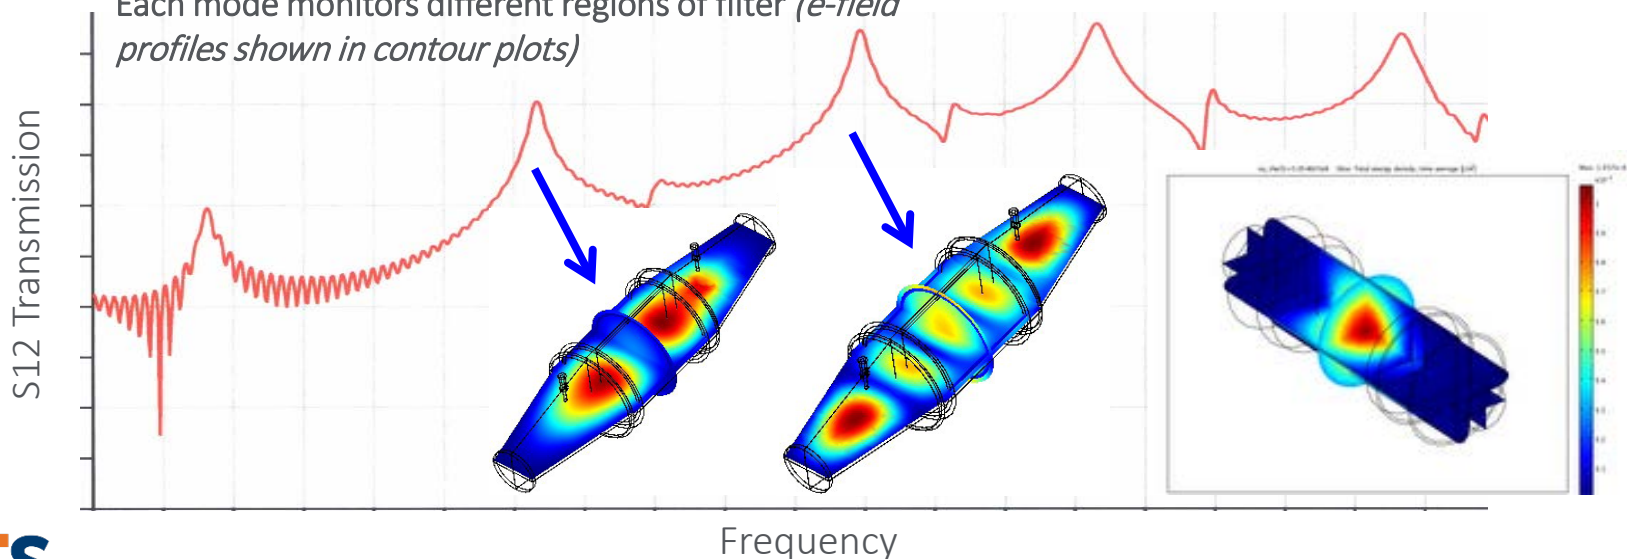 Each mode monitors different regions of filter (e-field
profiles shown in contour plots)
S12 Transmission
Frequency